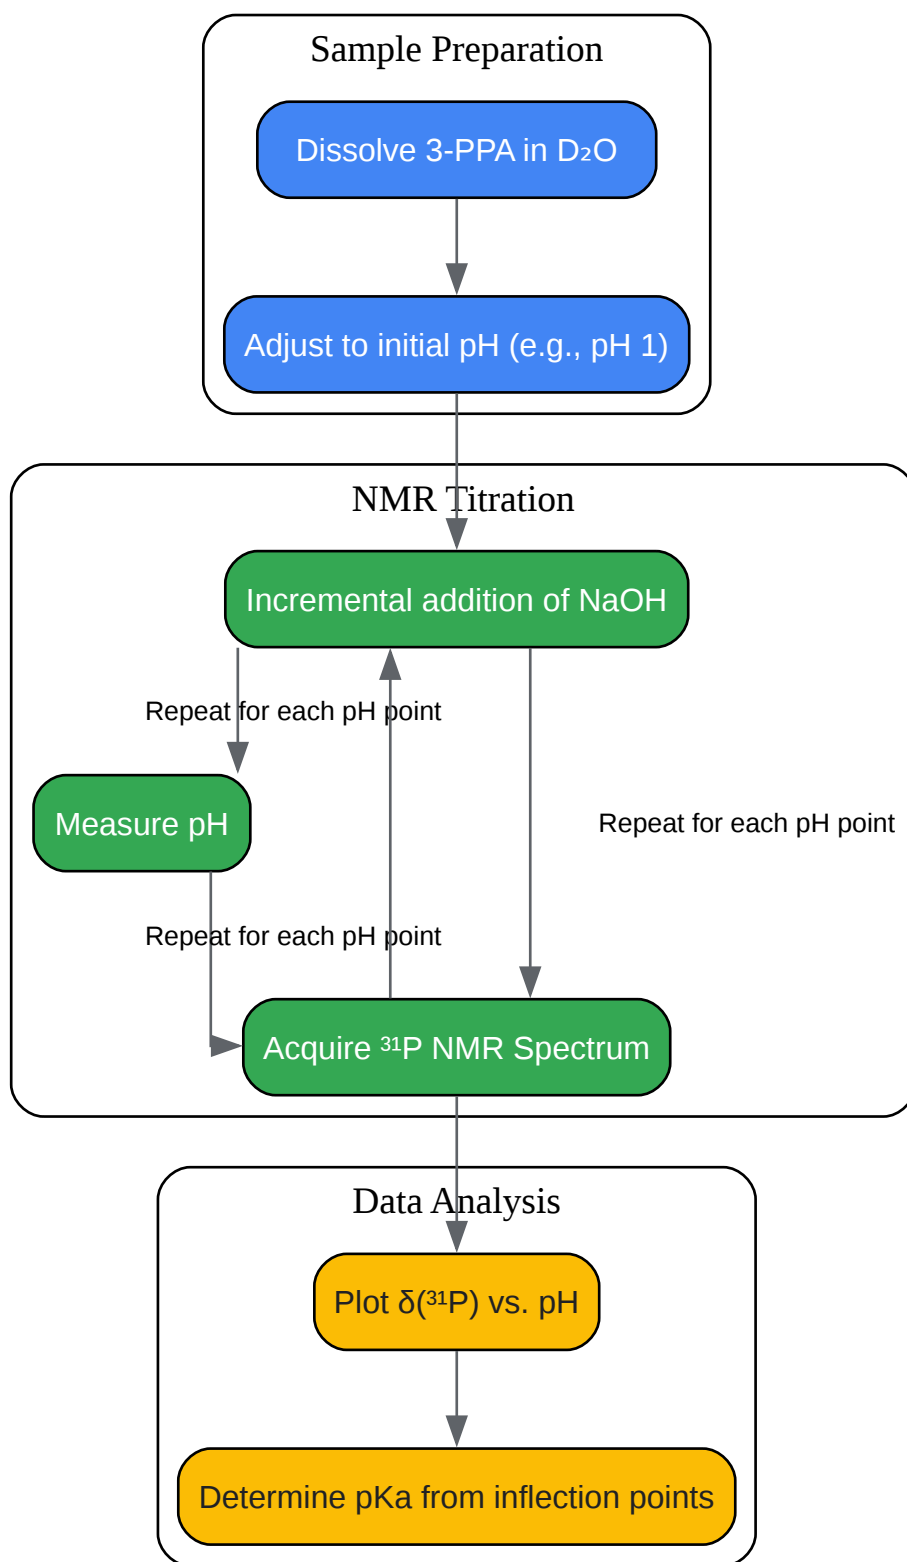 Sample Preparation
Dissolve 3-PPA in D₂O
Adjust to initial pH (e.g., pH 1)
NMR Titration
Incremental addition of NaOH
Repeat for each pH point
Measure pH
Repeat for each pH point
Repeat for each pH point
Acquire ³¹P NMR Spectrum
Data Analysis
Plot δ(³¹P) vs. pH
Determine pKa from inflection points